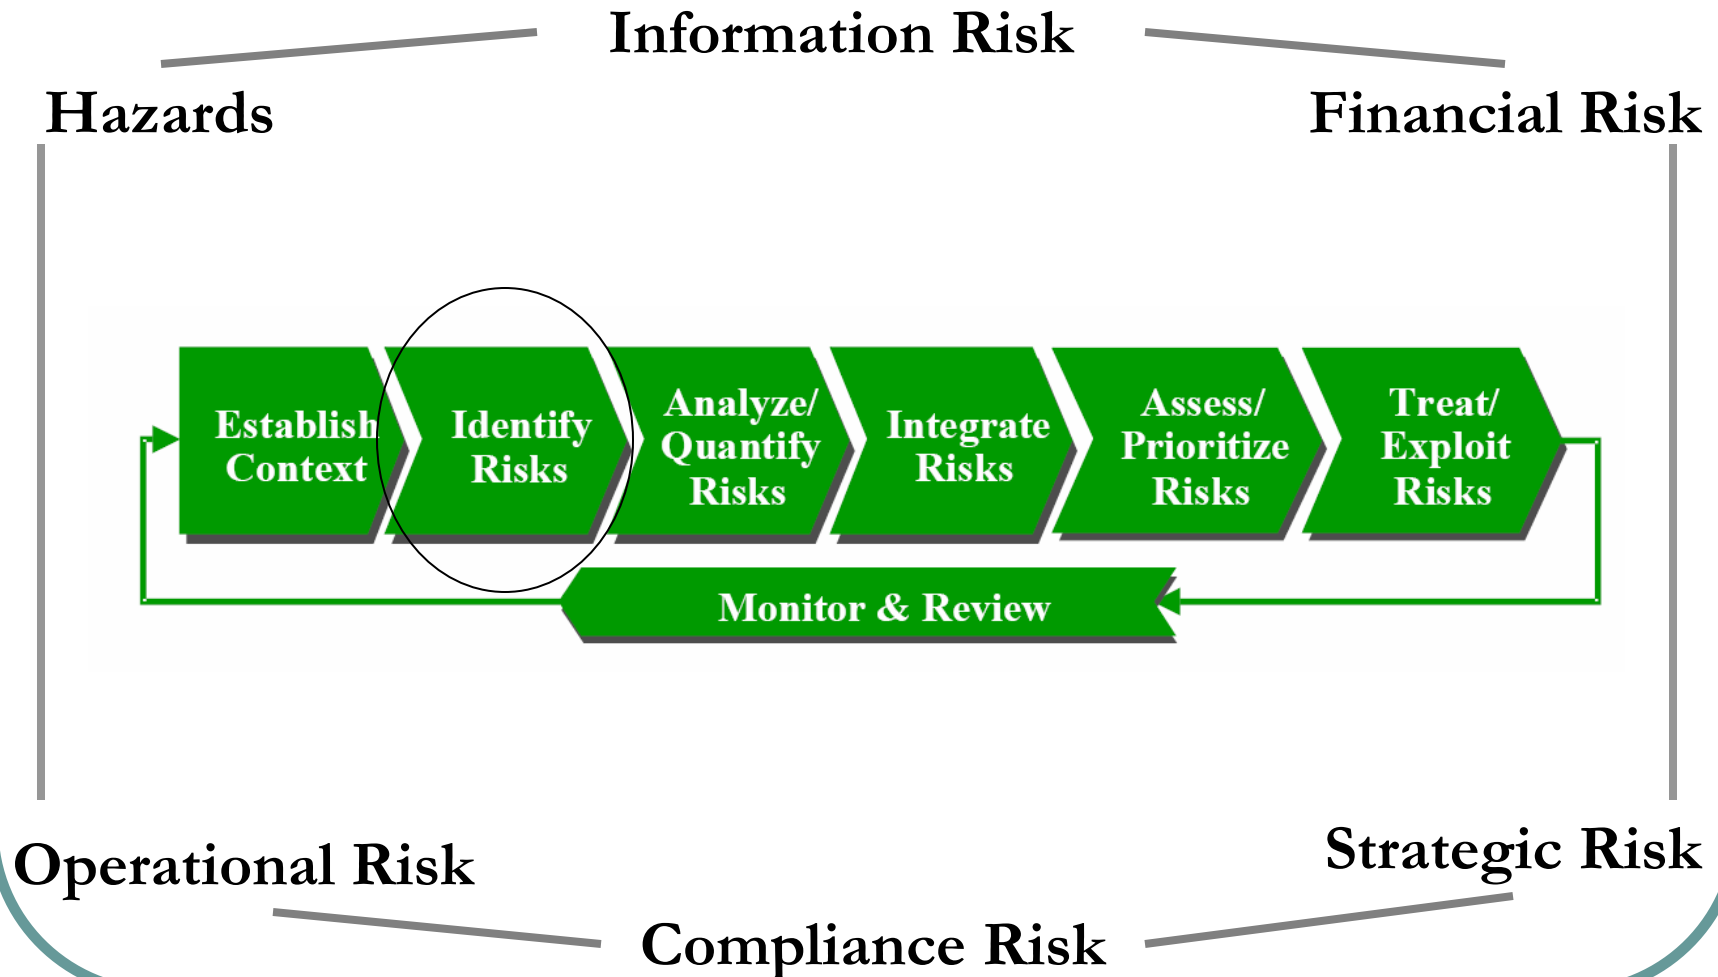 Information Risk
Hazards
Financial Risk
Establish
Context
Identify
Risks
Analyze/
Quantify
Risks
Integrate
Risks
Assess/
Prioritize
Risks
Treat/
Exploit
Risks
Monitor & Review
Operational Risk
Strategic Risk
Compliance Risk